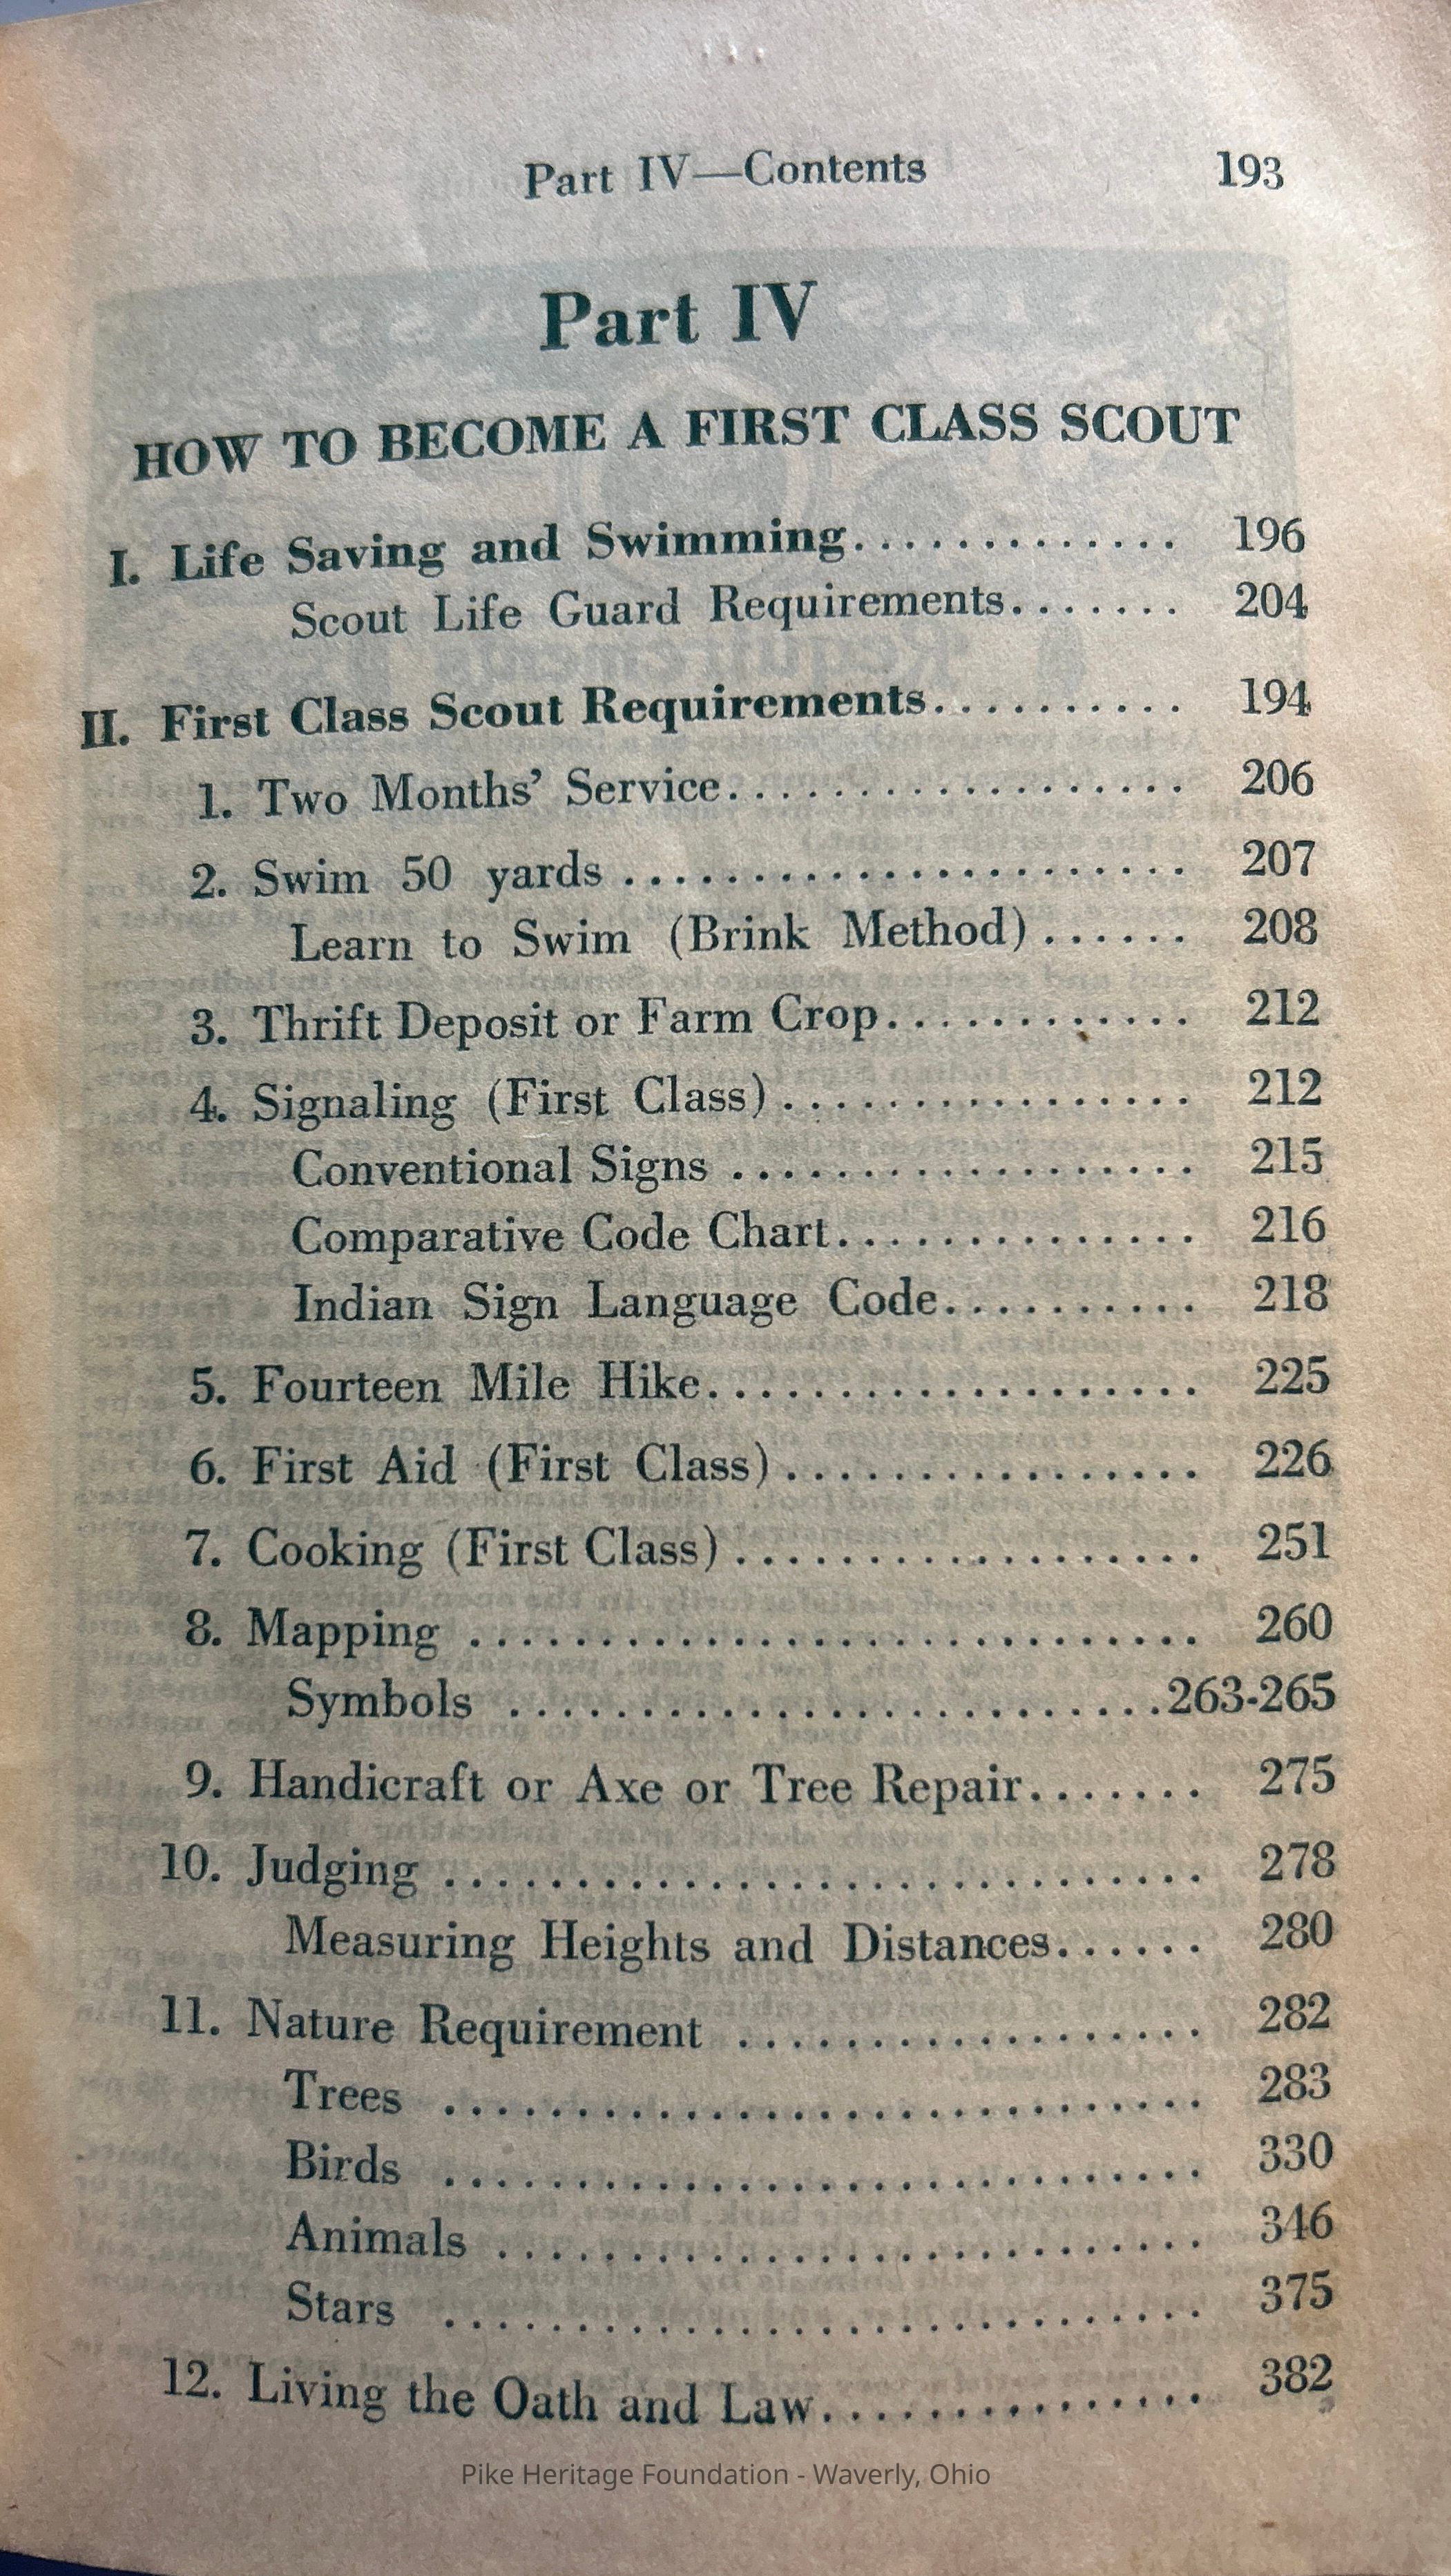 Part IV—Contents 193
Part IV
HOW TO BECOME A FIRST CLASS SCOUT
I. Life Saving and Swimming............. 196
Scout Life Guard Requirements....... 204
II. First Class Scout Requirements.......... 194
1. Two Months' Service.................. 206
2. Swim 50 yards ...................... 207
Learn to Swim (Brink Method)...... 208
3. Thrift Deposit or Farm Crop............ 212
4. Signaling (First Class)................ 212
Conventional Signs .................. 215
Comparative Code Chart.............. 216
Indian Sign Language Code.......... 218
5. Fourteen Mile Hike................... 225
6. First Aid (First Class)................ 226
7. Cooking (First Class).................. 251
8. Mapping ............................ 260
Symbols .........................263-265
9. Handicraft or Axe or Tree Repair....... 275
10. Judging ............................. 278
Measuring Heights and Distances...... 280
11. Nature Requirement .................. 282
Trees ............................. 283
Birds ............................. 330
Animals ........................... 346
Stars ............................. 375
12. Living the Oath and Law............... 382
Pike Heritage Foundation - Waverly, Ohio